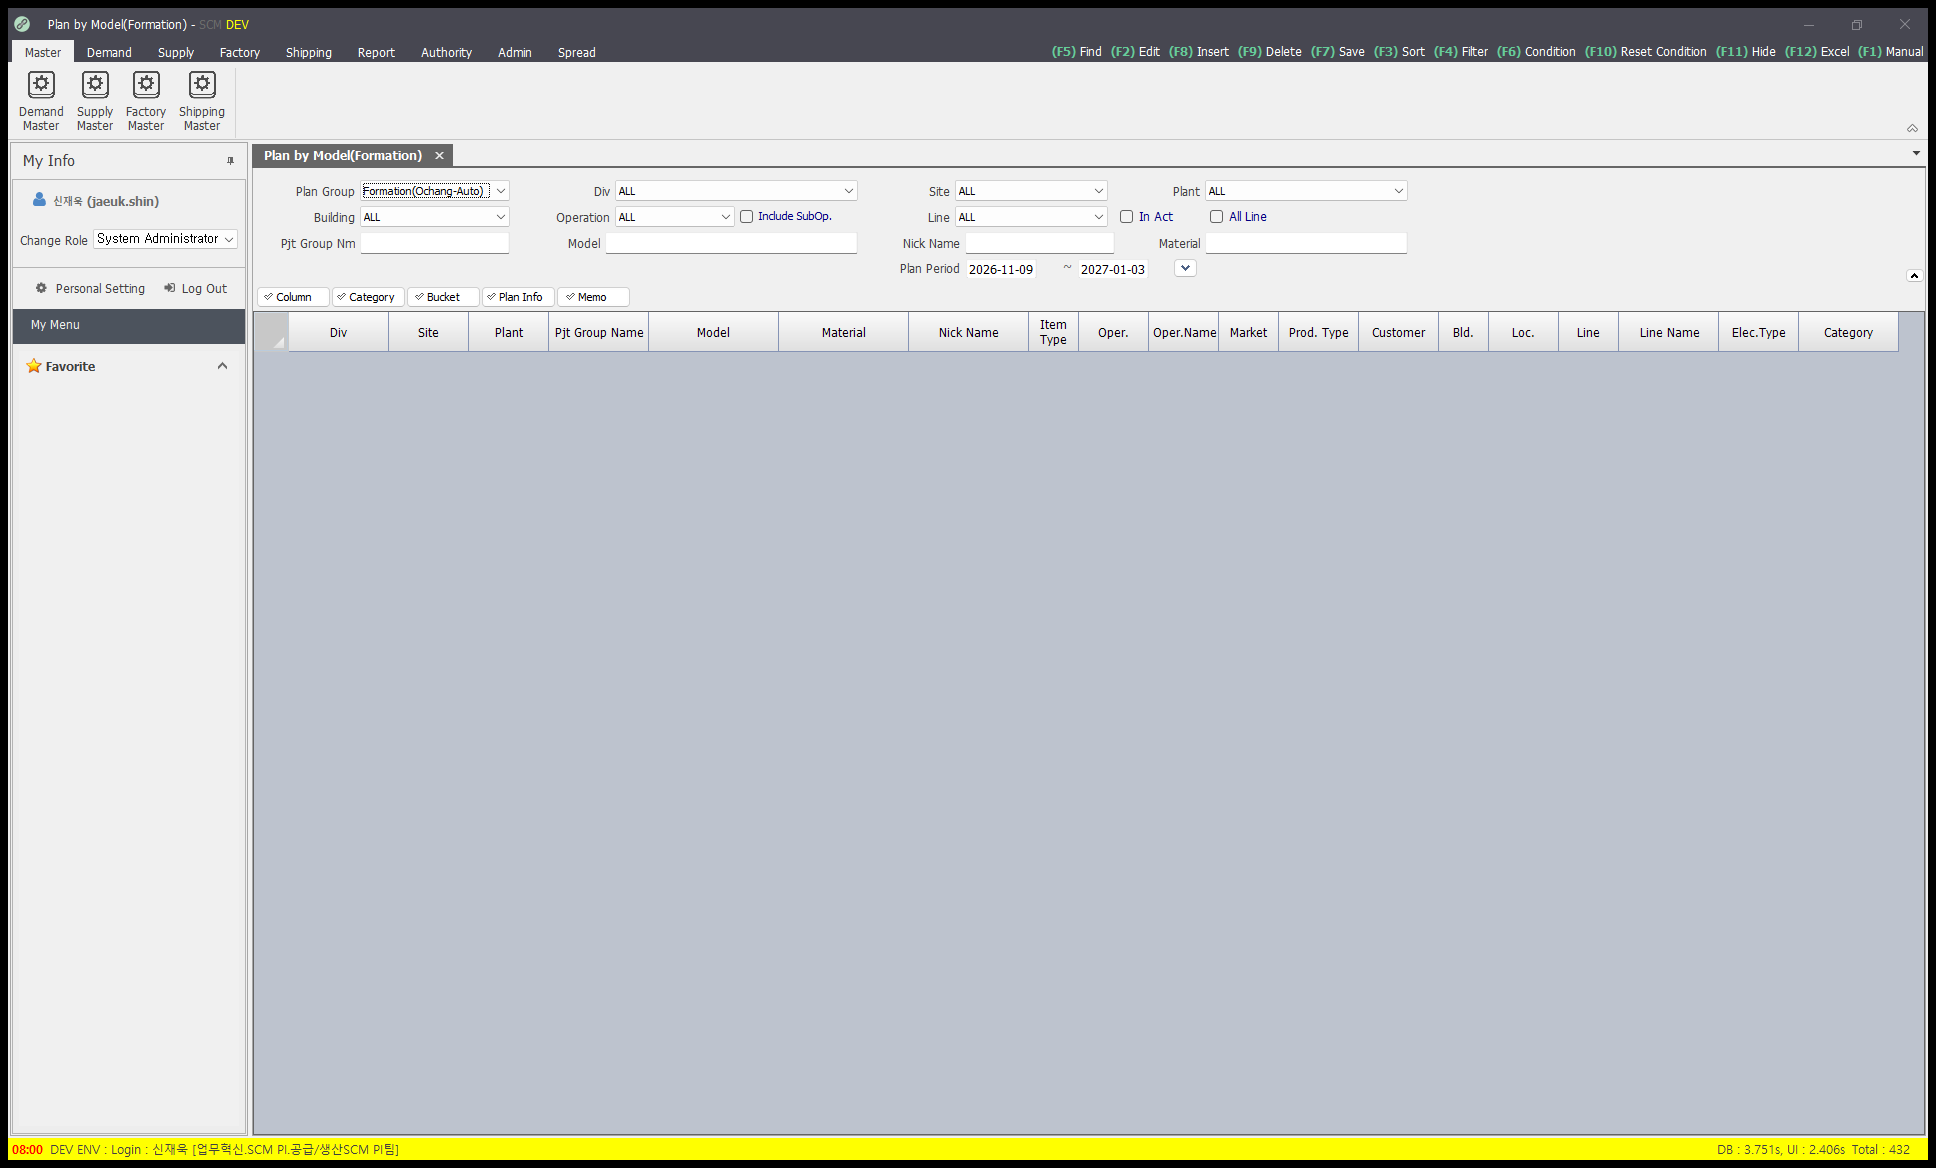 Plan by Model(Formation) - SCM DEV
Master Demand Supply Factory Shipping Report Authority Admin Spread (F5) Find (F2) Edit (F8) Insert (F9) Delete (F7) Save (F3) Sort (F4) Filter (F6) Condition (F10) Reset Condition (F11) Hide (F12) Excel (F1) Manual
Demand Master
Supply Master
Factory Master
Shipping Master
My Info
신재욱 (jaeuk.shin)
Change Role System Administrator
Personal Setting Log Out
My Menu
Favorite
Plan by Model(Formation)
Plan Group Formation(Ochang-Auto) Div ALL Site ALL Plant ALL
Building ALL Operation ALL Include SubOp. Line ALL In Act All Line
Pjt Group Nm Model Nick Name Material
Plan Period 2026-11-09 ~ 2027-01-03
Column Category Bucket Plan Info Memo
Div Site Plant Pjt Group Name Model Material Nick Name Item Type Oper. Oper.Name Market Prod. Type Customer Bld. Loc. Line Line Name Elec.Type Category
08:00 DEV ENV : Login : 신재욱 [업무혁신.SCM PI.공급/생산SCM PI팀] DB : 3.751s, UI : 2.406s Total : 432